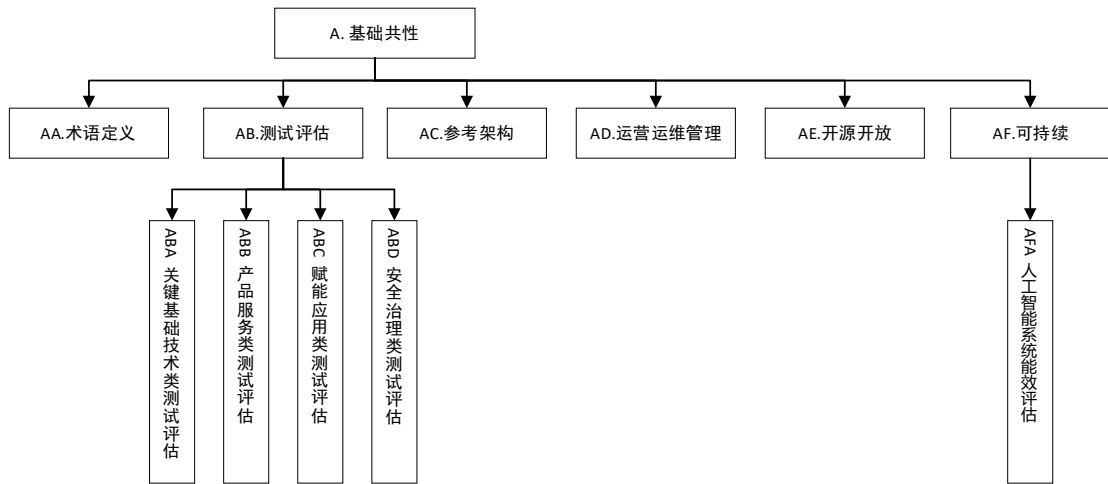 A. 基础共性
AA.术语定义
AB.测试评估
AC.参考架构
AD.运营运维管理
AE.开源开放
AF.可持续
ABA 关键基础技术类测试评估
ABB 产品服务类测试评估
ABC 赋能应用类测试评估
ABD 安全治理类测试评估
AFA 人工智能系统能效评估